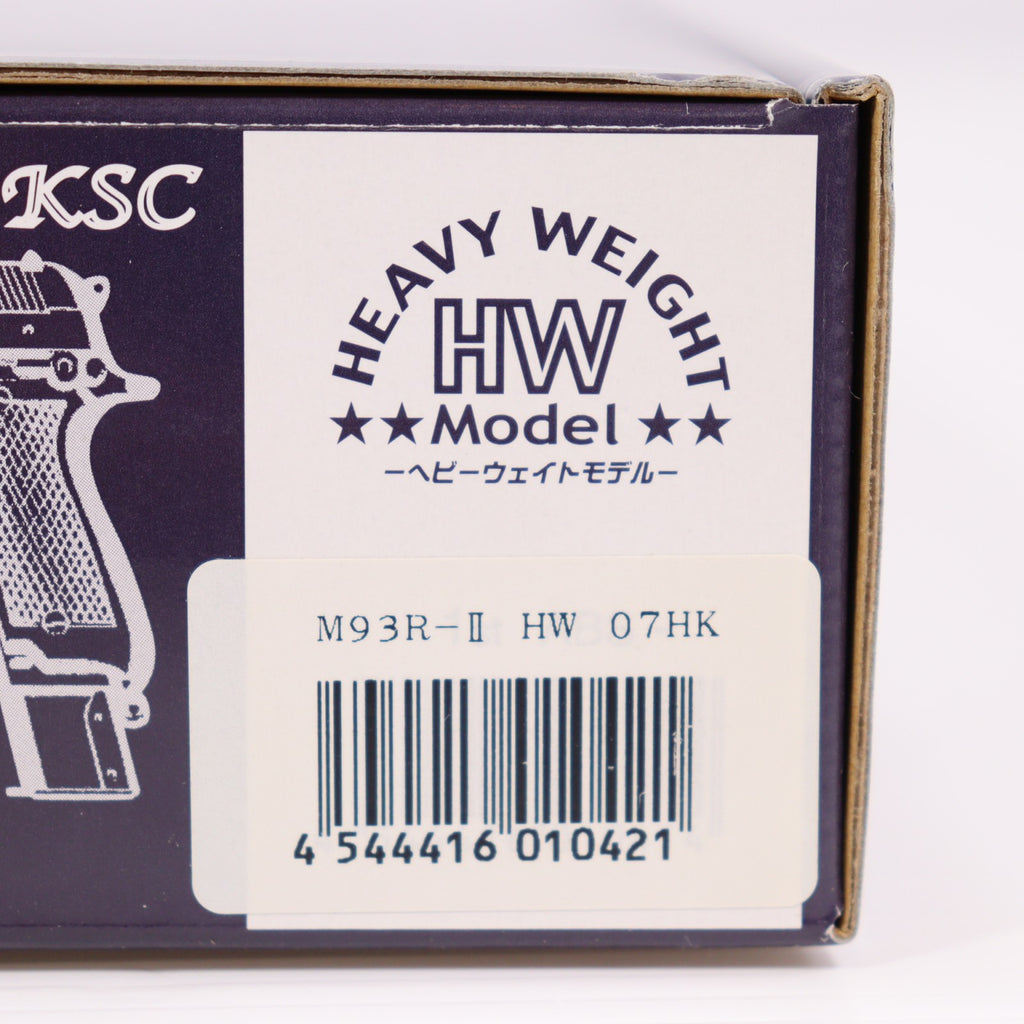 KSC
HEAVY WEIGHT
HW
★★Model★★
ーヘビーウェイトモデルー
M93R-Ⅱ HW 07HK
4 544416 010421